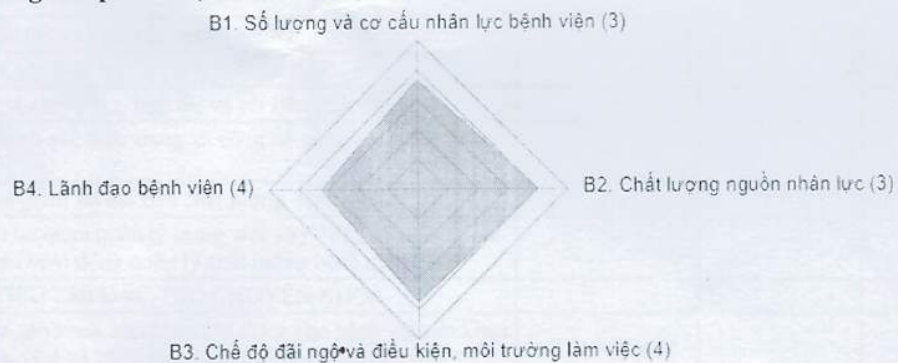 B1. Số lượng và cơ cấu nhân lực bệnh viện (3)
B4. Lãnh đạo bệnh viện (4)
B2. Chất lượng nguồn nhân lực (3)
B3. Chế độ đãi ngộ và điều kiện, môi trường làm việc (4)